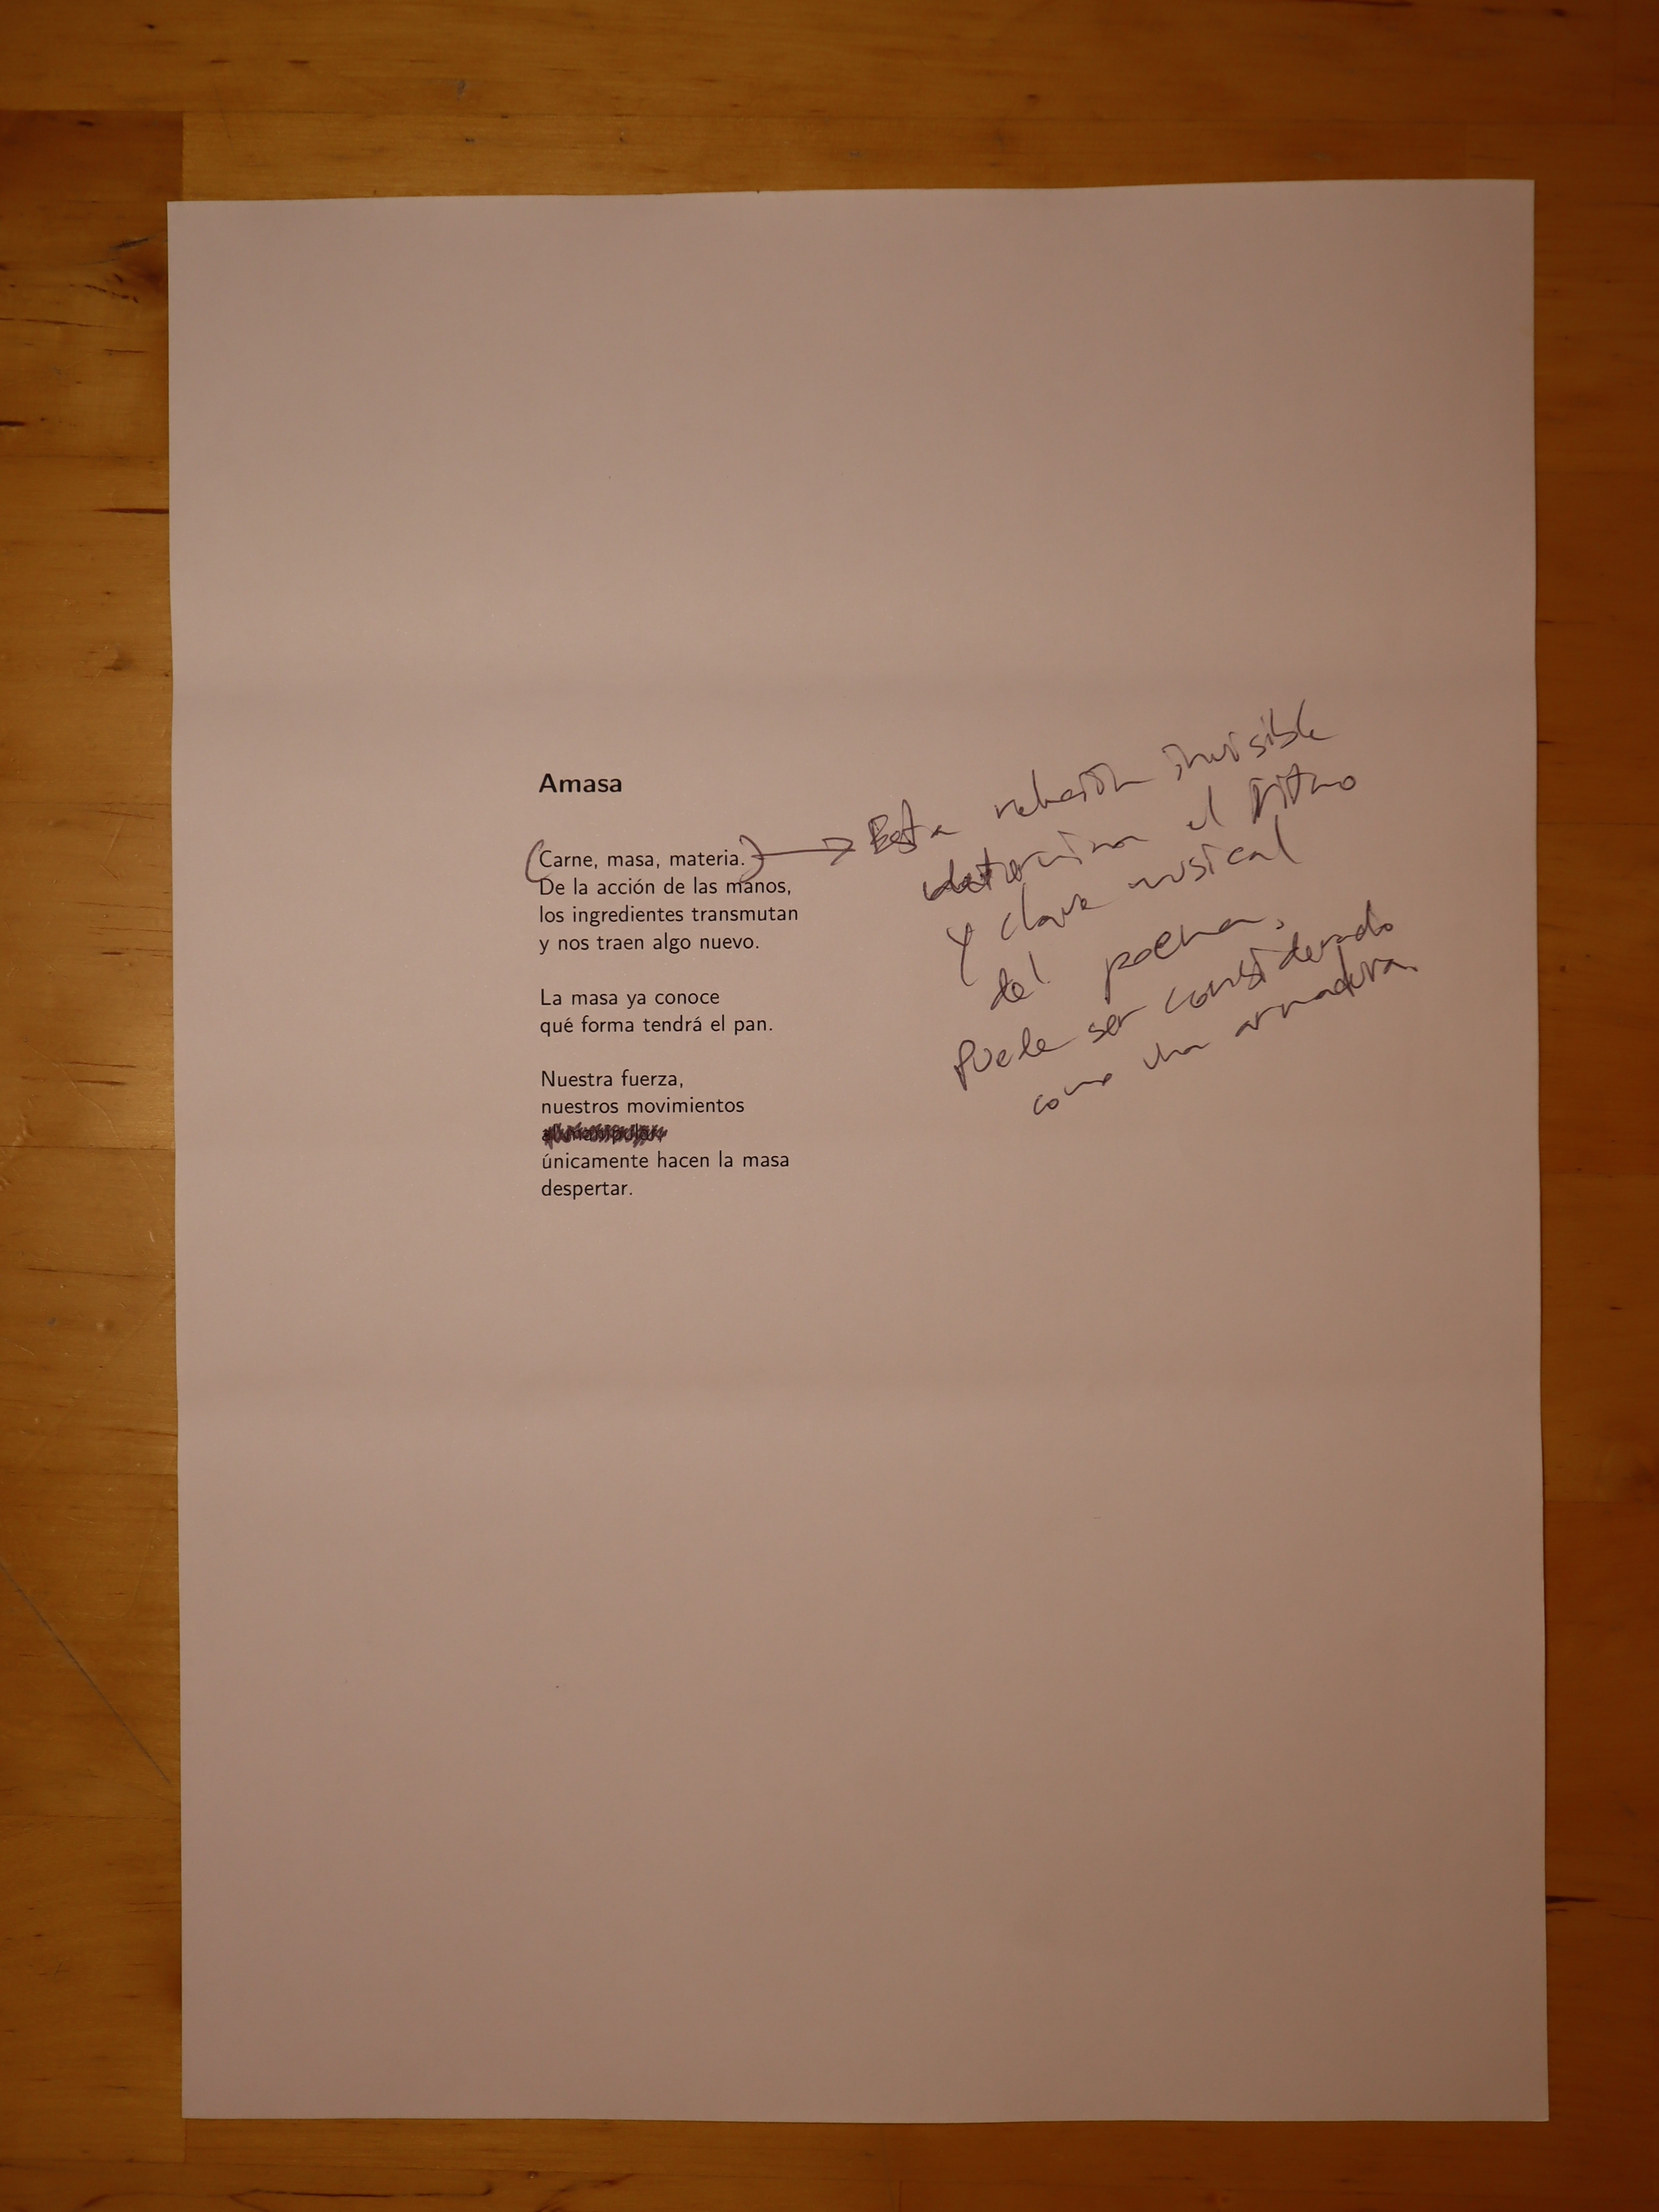 Amasa
Carne, masa, materia.
De la acción de las manos,
los ingredientes transmutan
y nos traen algo nuevo.
La masa ya conoce
qué forma tendrá el pan.
Nuestra fuerza,
nuestros movimientos
únicamente hacen la masa
despertar.
Esta relación invisible
determina el ritmo
y clave musical
del poema,
puede ser considerado
como una armadura.